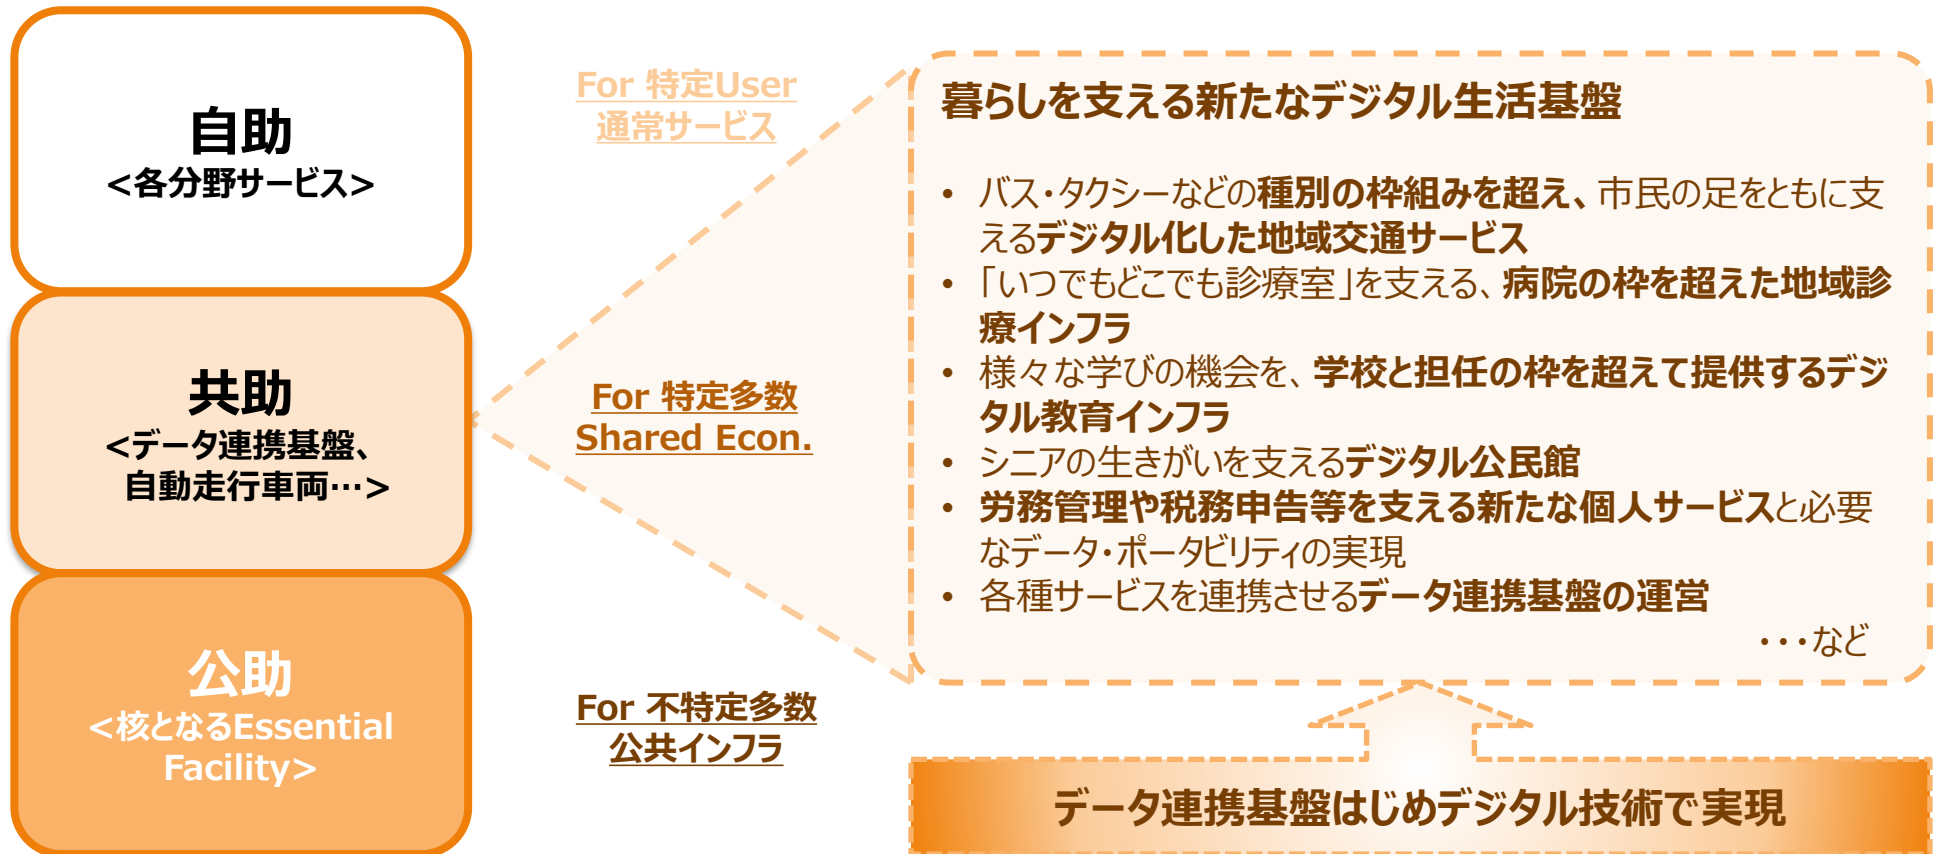 自助
<各分野サービス>
共助
<データ連携基盤、
自動走行車両…>
公助
<核となるEssential
Facility>
For 特定User
通常サービス
For 特定多数
Shared Econ.
For 不特定多数
公共インフラ
暮らしを支える新たなデジタル生活基盤
• バス・タクシーなどの種別の枠組みを超え、市民の足をともに支
えるデジタル化した地域交通サービス
• 「いつでもどこでも診療室」を支える、病院の枠を超えた地域診
療インフラ
• 様々な学びの機会を、学校と担任の枠を超えて提供するデジ
タル教育インフラ
• シニアの生きがいを支えるデジタル公民館
• 労務管理や税務申告等を支える新たな個人サービスと必要
なデータ・ポータビリティの実現
• 各種サービスを連携させるデータ連携基盤の運営
・・・など
データ連携基盤はじめデジタル技術で実現